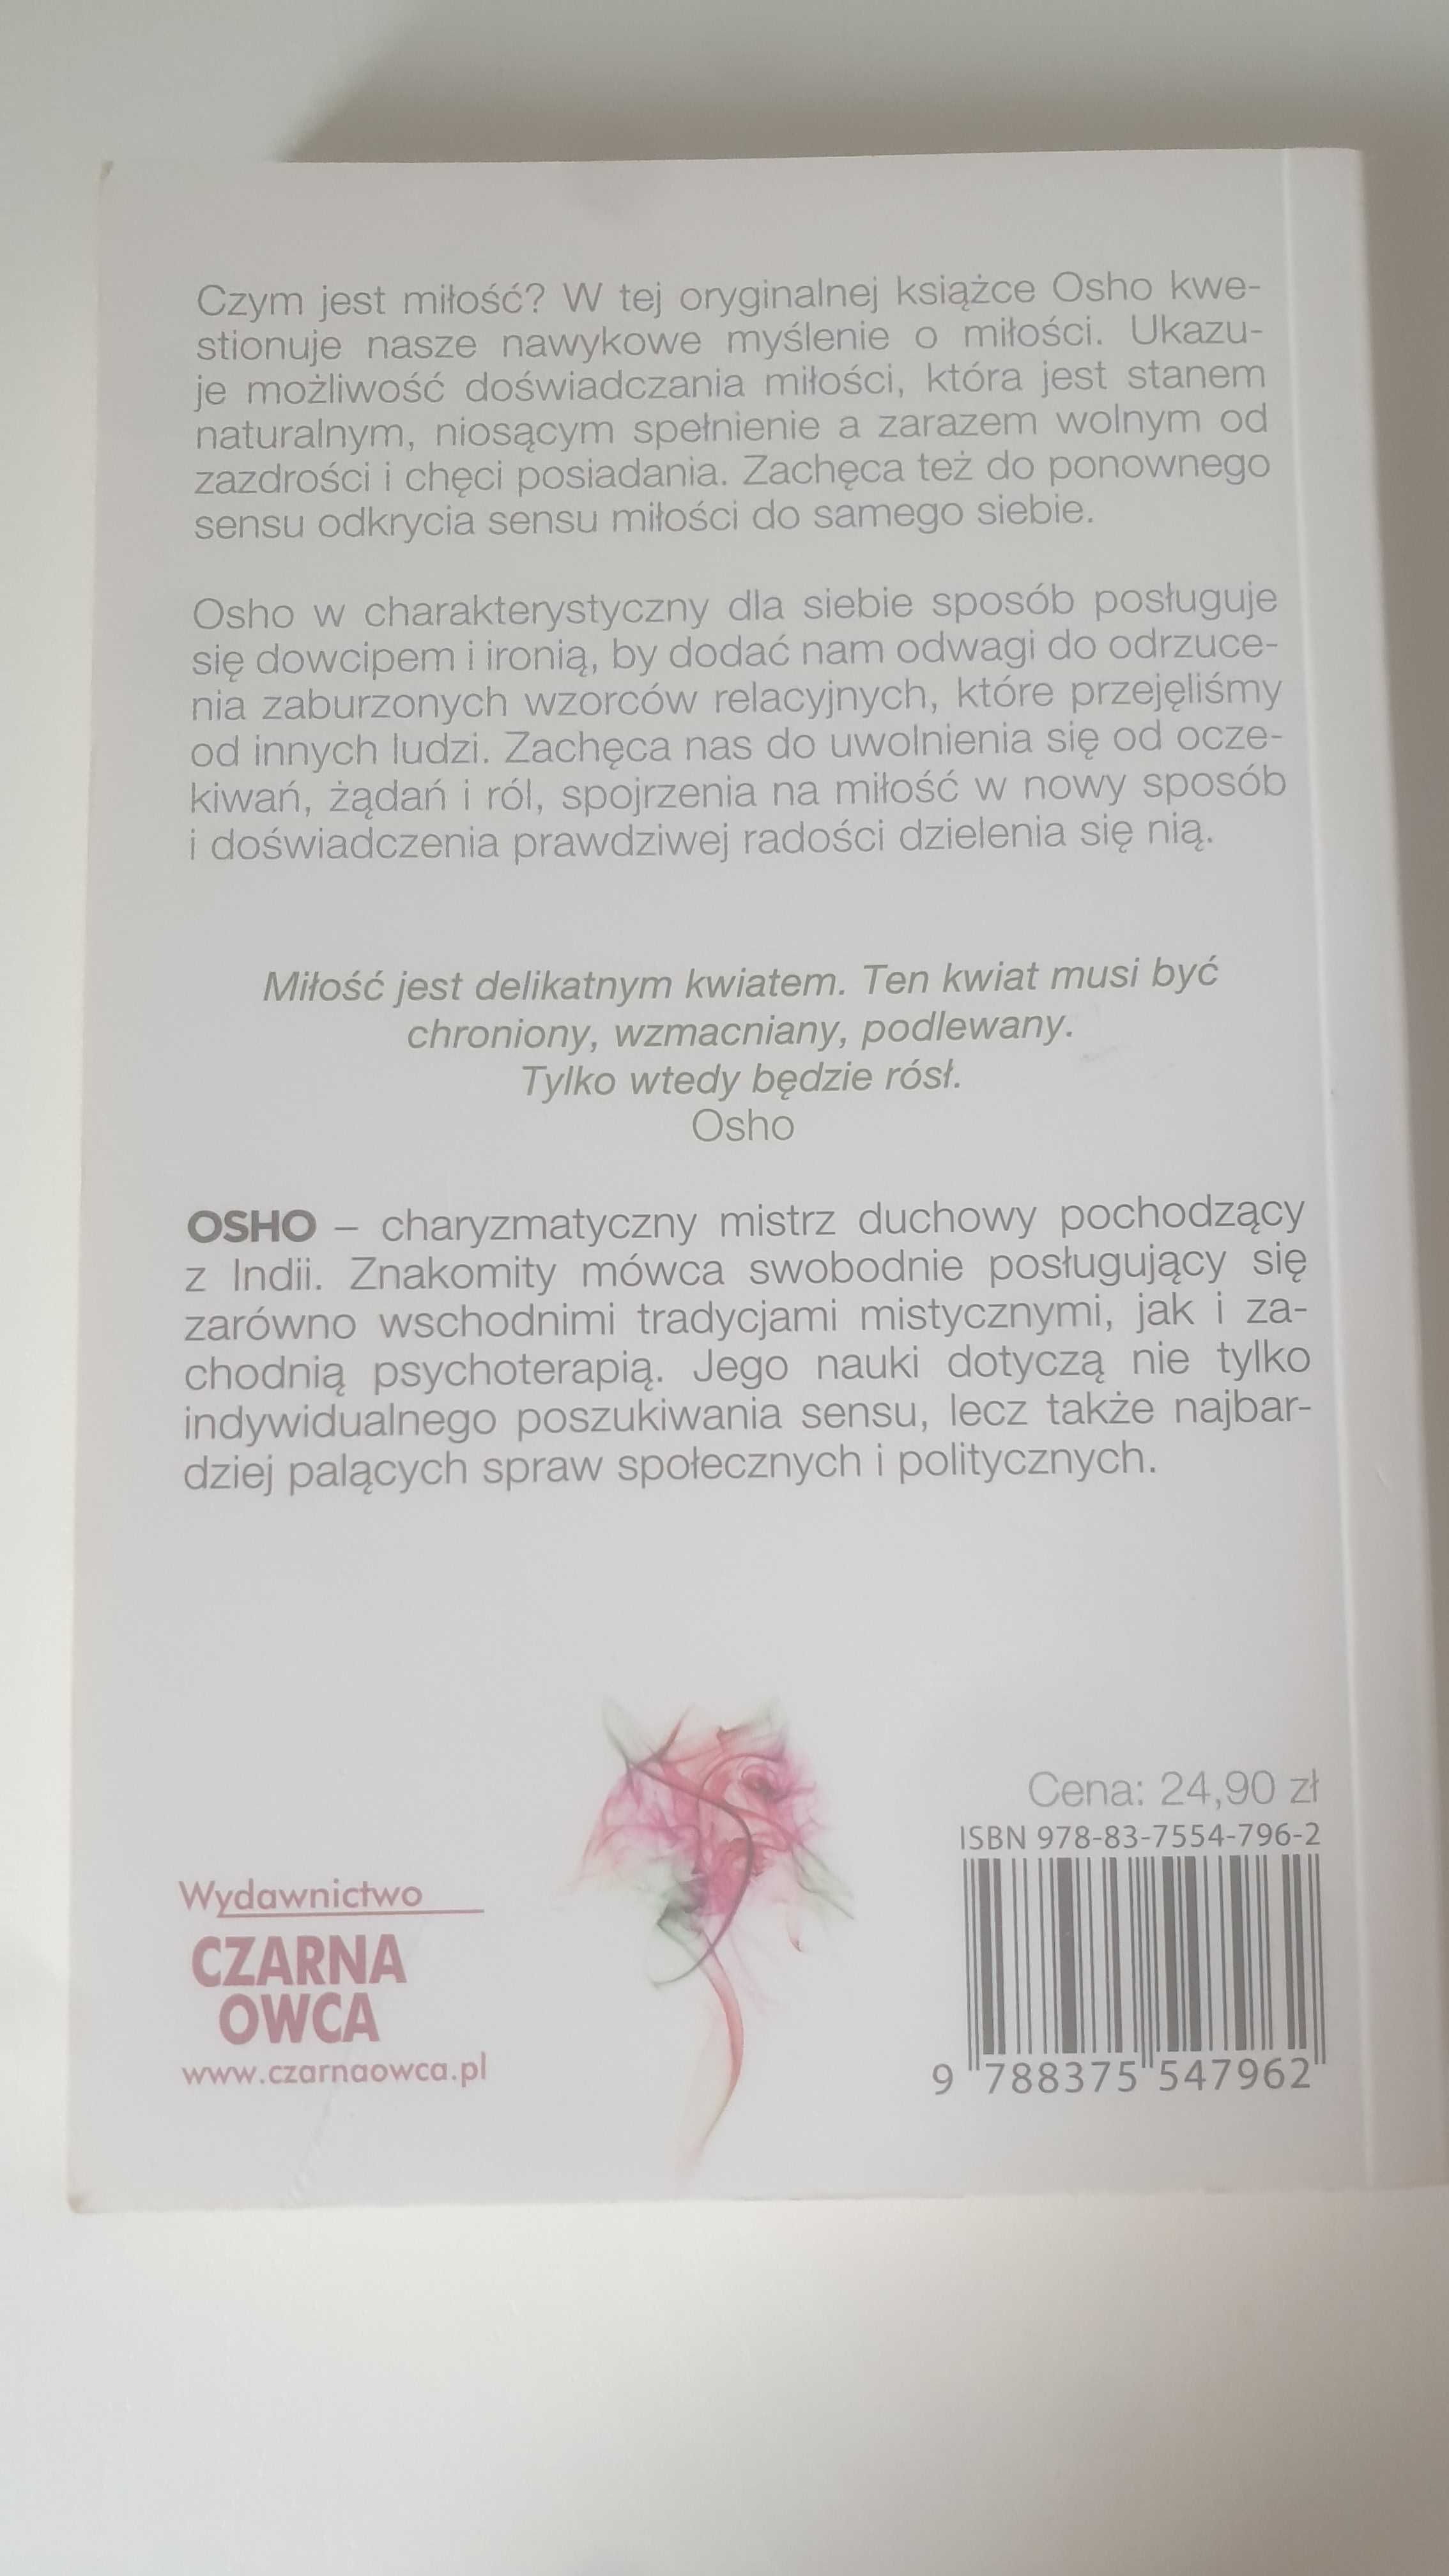 Czym jest miłość? W tej oryginalnej książce Osho kwe-
stionuje nasze nawykowe myślenie o miłości. Ukazu-
je możliwość doświadczania miłości, która jest stanem
naturalnym, niosącym spełnienie a zarazem wolnym od
zazdrości i chęci posiadania. Zachęca też do ponownego
sensu odkrycia sensu miłości do samego siebie.
Osho w charakterystyczny dla siebie sposób posługuje
się dowcipem i ironią, by dodać nam odwagi do odrzuce-
nia zaburzonych wzorców relacyjnych, które przejęliśmy
od innych ludzi. Zachęca nas do uwolnienia się od ocze-
kiwań, żądań i ról, spojrzenia na miłość w nowy sposób
i doświadczenia prawdziwej radości dzielenia się nią.
Miłość jest delikatnym kwiatem. Ten kwiat musi być
chroniony, wzmacniany, podlewany.
Tylko wtedy będzie rósł.
Osho
OSHO – charyzmatyczny mistrz duchowy pochodzący
z Indii. Znakomity mówca swobodnie posługujący się
zarówno wschodnimi tradycjami mistycznymi, jak i za-
chodnią psychoterapią. Jego nauki dotyczą nie tylko
indywidualnego poszukiwania sensu, lecz także najbar-
dziej palących spraw społecznych i politycznych.
Cena: 24,90 zł
ISBN 978-83-7554-796-2
9 788375 547962
Wydawnictwo
CZARNA
OWCA
www.czarnaowca.pl